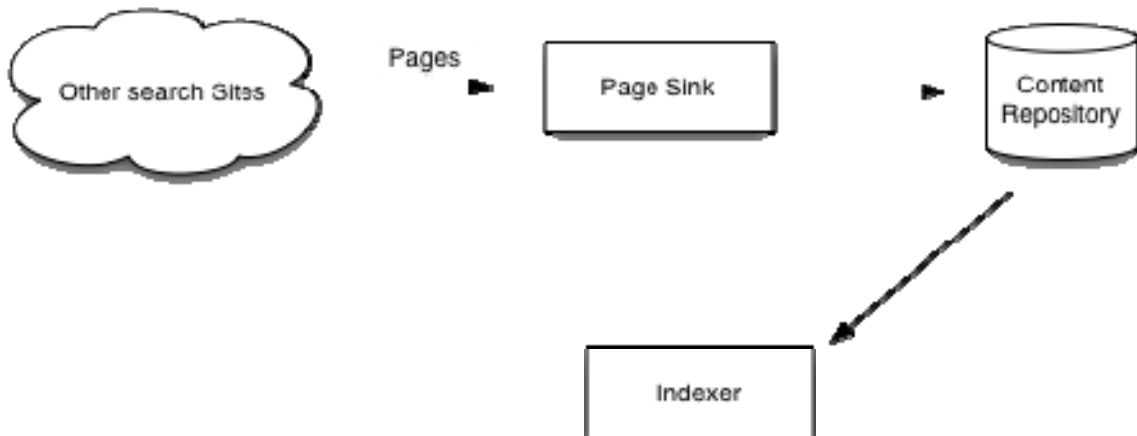 Pages
Other search Sites
Page Sink
Content
Repository
Indexer